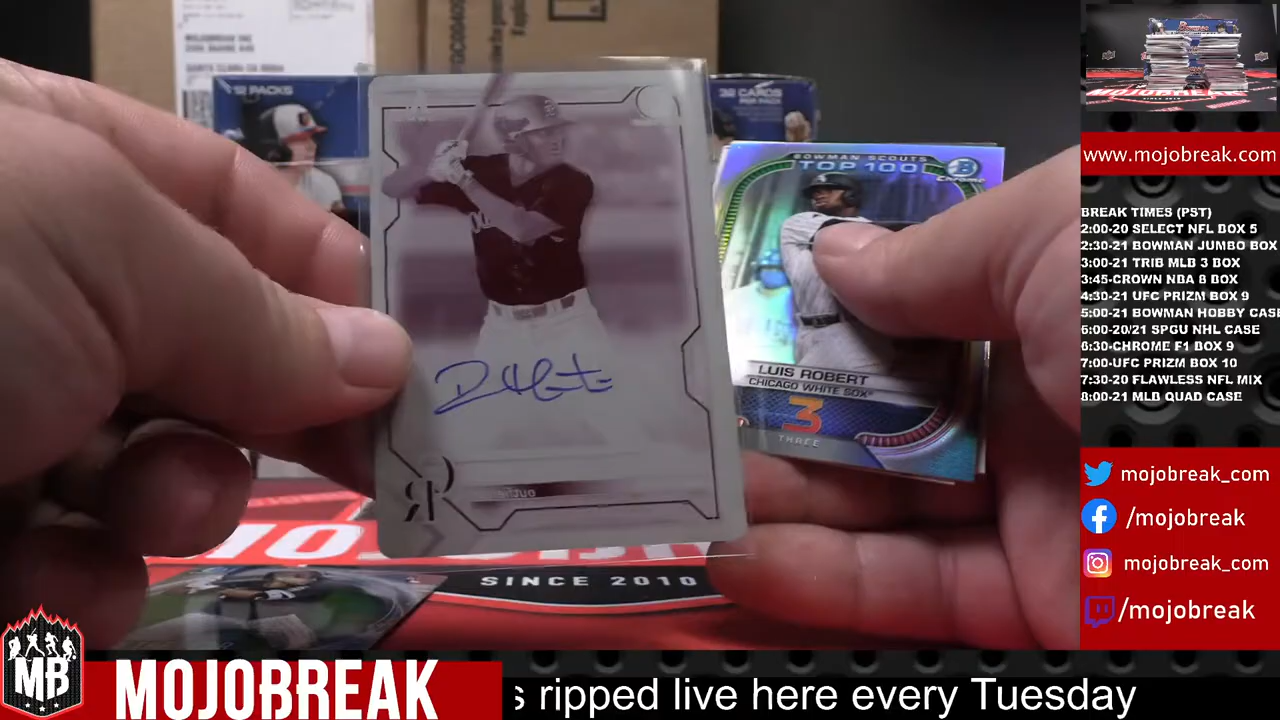 12 PACKS
CARDS
PER PACK
BOWMAN SCOUTS
TOP 100
Chrome
LUIS ROBERT
CHICAGO WHITE SOX
3
THREE
SINCE 2010
MB
MOJOBREAK
ripped live here every Tuesday
MOJOBREAK
www.mojobreak.com
BREAK TIMES (PST)
2:00-20 SELECT NFL BOX 5
2:30-21 BOWMAN JUMBO BOX
3:00-21 TRIB MLB 3 BOX
3:45-CROWN NBA 8 BOX
4:30-21 UFC PRIZM BOX 9
5:00-21 BOWMAN HOBBY CASE
6:00-20/21 SPGU NHL CASE
6:30-CHROME F1 BOX 9
7:00-UFC PRIZM BOX 10
7:30-20 FLAWLESS NFL MIX
8:00-21 MLB QUAD CASE
mojobreak_com
/mojobreak
mojobreak_com
/mojobreak